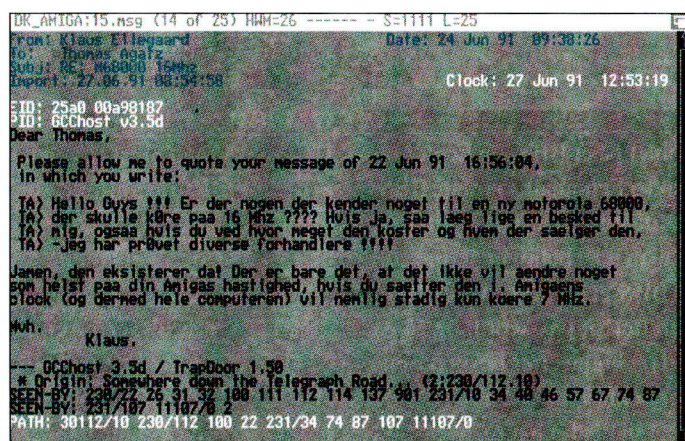 DK_AMIGA:15.msg (14 of 25) HWM=26 ------ - S=1111 L=25
From: Klaus Ellegaard Date: 24 Jun 91 09:38:26
To: Thomas Agatz
Subj: RE: M68000 16Mhz
Import: 27.06.91 08:54:58 Clock: 27 Jun 91 12:53:19
EID: 25a0 00a98187
PID: GCChost v3.5d
Dear Thomas,
Please allow me to quote your message of 22 Jun 91 16:56:04,
in which you write:
TA> Hello Guys !!! Er der nogen der kender noget til en ny motorola 68000,
TA> der skulle k0re paa 16 Mhz ???? Hvis ja, saa laeg lige en besked til
TA> mig, ogsaa hvis du ved hvor meget den koster og hvem der saelger den,
TA> -jeg har pr0vet diverse forhandlere !!!!
Jamen, den eksisterer da! Der er bare det, at det ikke vil aendre noget
som helst paa din Amigas hastighed, hvis du saetter den i. Amigaens
clock (og dermed hele computeren) vil nemlig stadig kun koere 7 MHz.
Mvh.
Klaus.
--- GCChost 3.5d / TrapDoor 1.50
* Origin: Somewhere down the Telegraph Road... (2:230/112.10)
SEEN-BY: 230/22 26 31 32 100 111 112 114 137 901 231/10 34 40 46 57 67 74 87
SEEN-BY: 231/107 11107/0 2
PATH: 30112/10 230/112 100 22 231/34 74 87 107 11107/0